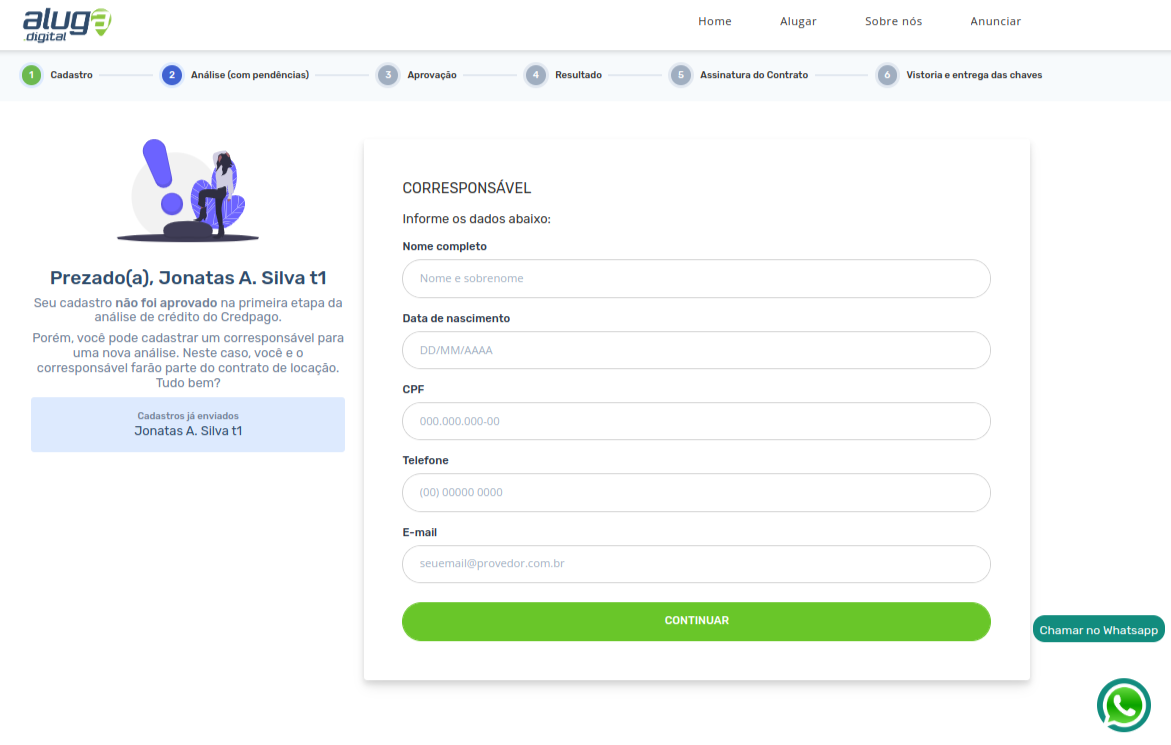 aluga
.digital
Home Alugar Sobre nós Anunciar
1 Cadastro 2 Análise (com pendências) 3 Aprovação 4 Resultado 5 Assinatura do Contrato 6 Vistoria e entrega das chaves
Prezado(a), Jonatas A. Silva t1
Seu cadastro não foi aprovado na primeira etapa da
análise de crédito do Credpago.
Porém, você pode cadastrar um corresponsável para
uma nova análise. Neste caso, você e o
corresponsável farão parte do contrato de locação.
Tudo bem?
Cadastros já enviados
Jonatas A. Silva t1
CORRESPONSÁVEL
Informe os dados abaixo:
Nome completo
Nome e sobrenome
Data de nascimento
DD/MM/AAAA
CPF
000.000.000-00
Telefone
(00) 00000 0000
E-mail
seuemail@provedor.com.br
CONTINUAR
Chamar no Whatsapp